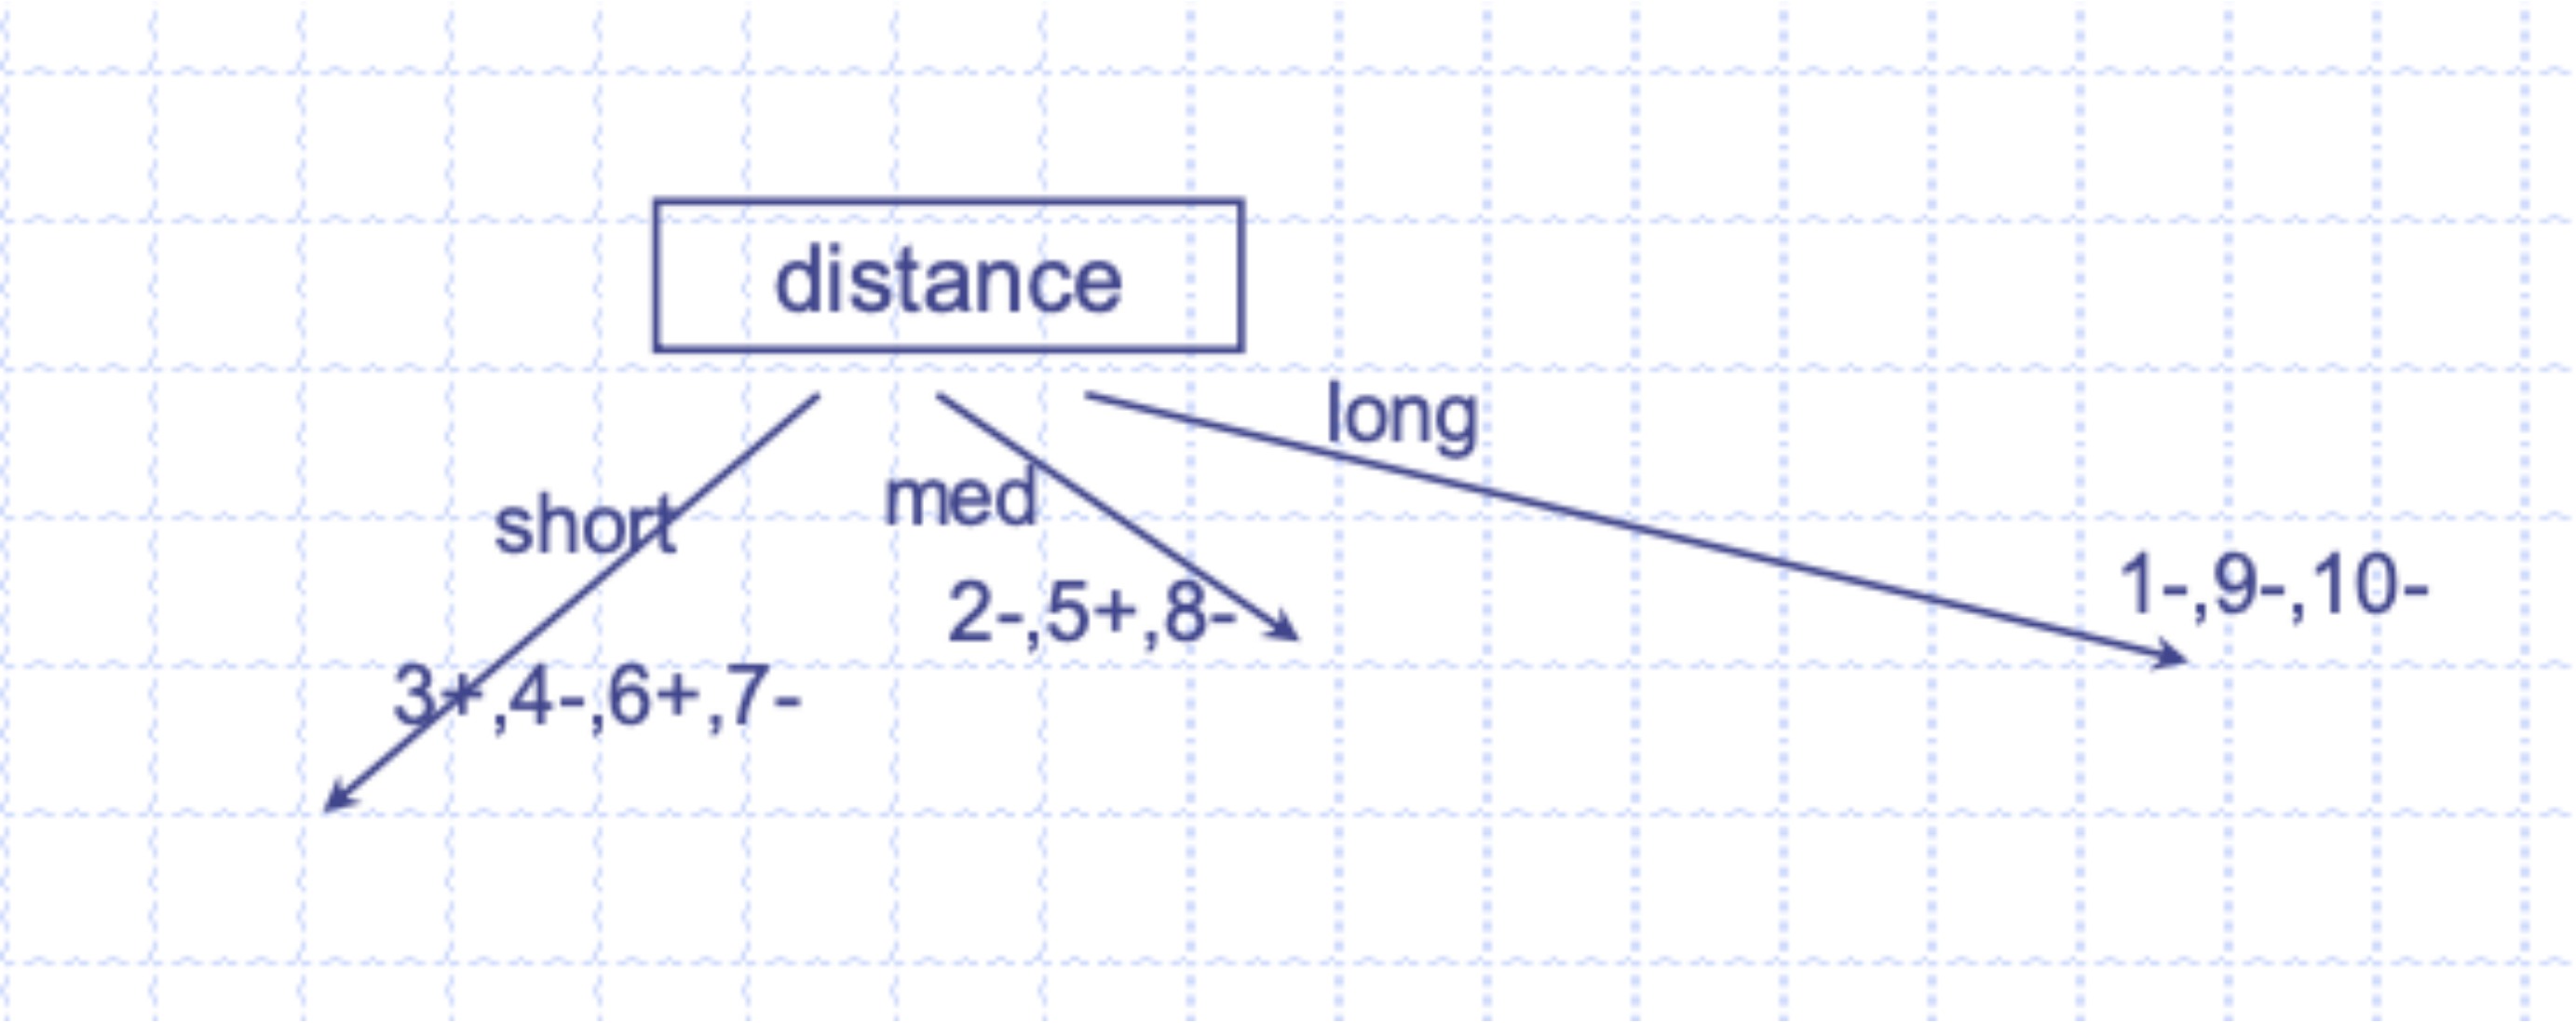 distance
long
med
short
1-,9-,10-
2-,5+,8-
3+,4-,6+,7-